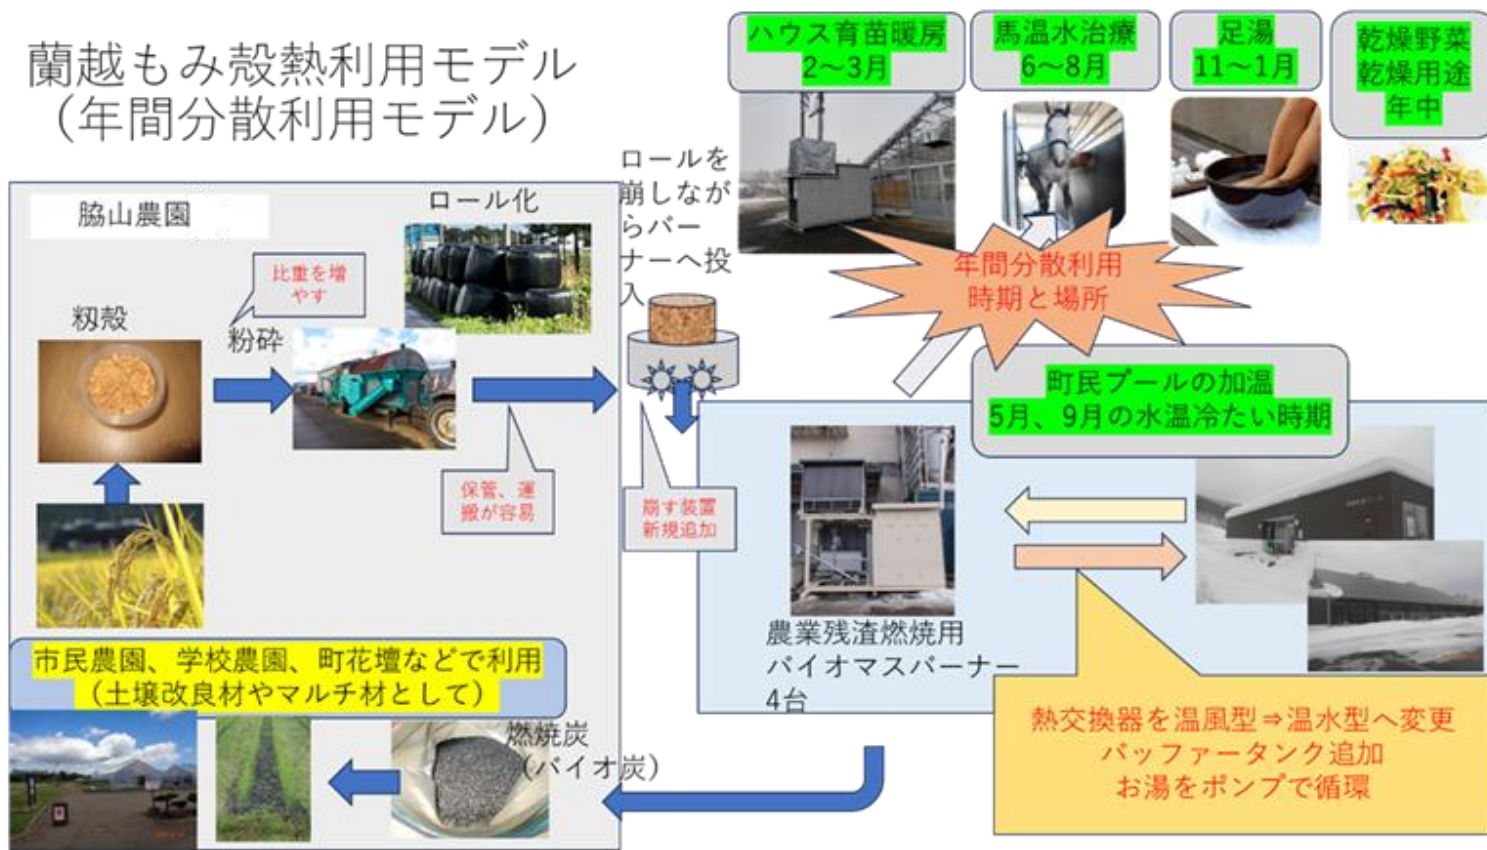 蘭越もみ殻熱利用モデル
（年間分散利用モデル）
ハウス育苗暖房
2～3月
馬温水治療
6～8月
足湯
11～1月
乾燥野菜
乾燥用途
年中
脇山農園
ロール化
ロールを
崩しなが
らバー
ナーへ投
入
比重を増
やす
籾殻
粉砕
年間分散利用
時期と場所
町民プールの加温
5月、9月の水温冷たい時期
保管、運
搬が容易
崩す装置
新規追加
農業残渣燃焼用
バイオマスバーナー
4台
市民農園、学校農園、町花壇などで利用
（土壌改良材やマルチ材として）
燃焼炭
（バイオ炭）
熱交換器を温風型⇒温水型へ変更
バッファータンク追加
お湯をポンプで循環